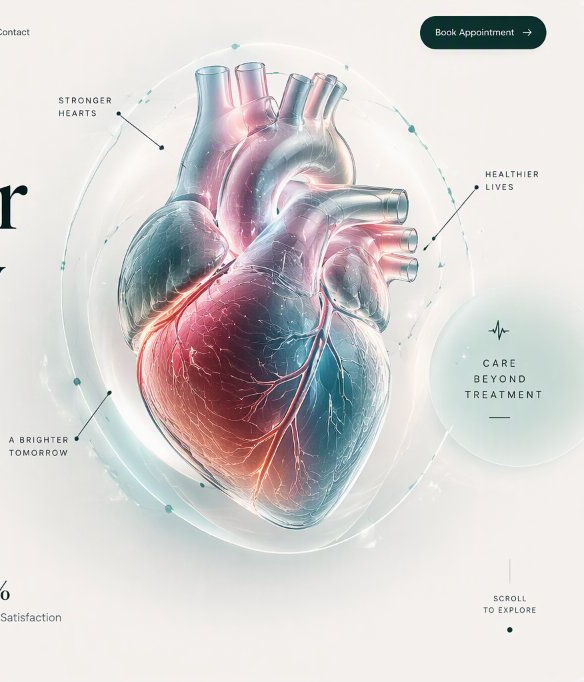 Contact
Book Appointment →
STRONGER
HEARTS
HEALTHIER
LIVES
r
CARE
BEYOND
TREATMENT
A BRIGHTER
TOMORROW
%
Satisfaction
SCROLL
TO EXPLORE